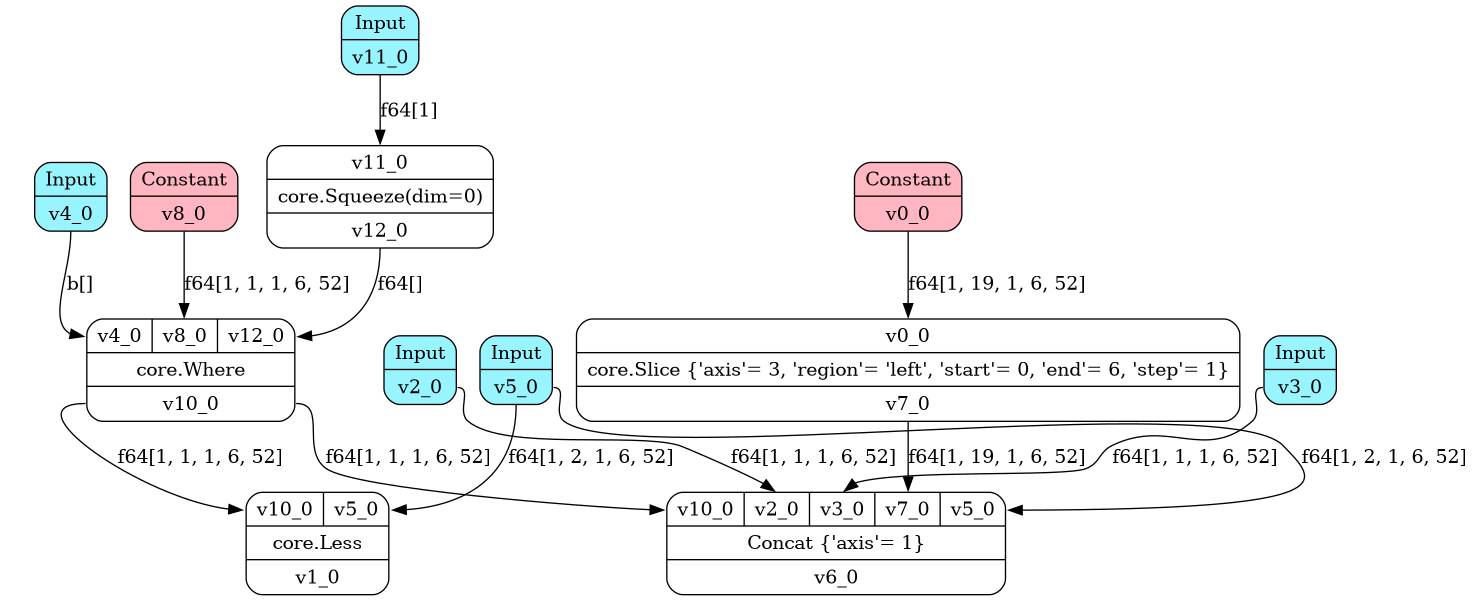 Input
v11_0
f64[1]
Input
v4_0
Constant
v8_0
v11_0
core.Squeeze(dim=0)
v12_0
Constant
v0_0
b[]
f64[1, 1, 1, 6, 52]
f64[]
f64[1, 19, 1, 6, 52]
v4_0 v8_0 v12_0
core.Where
v10_0
Input
v2_0
Input
v5_0
v0_0
core.Slice {'axis'= 3, 'region'= 'left', 'start'= 0, 'end'= 6, 'step'= 1}
v7_0
Input
v3_0
f64[1, 1, 1, 6, 52]
f64[1, 1, 1, 6, 52]
f64[1, 2, 1, 6, 52]
f64[1, 1, 1, 6, 52]
f64[1, 19, 1, 6, 52]
f64[1, 1, 1, 6, 52]
f64[1, 2, 1, 6, 52]
v10_0 v5_0
core.Less
v1_0
v10_0 v2_0 v3_0 v7_0 v5_0
Concat {'axis'= 1}
v6_0